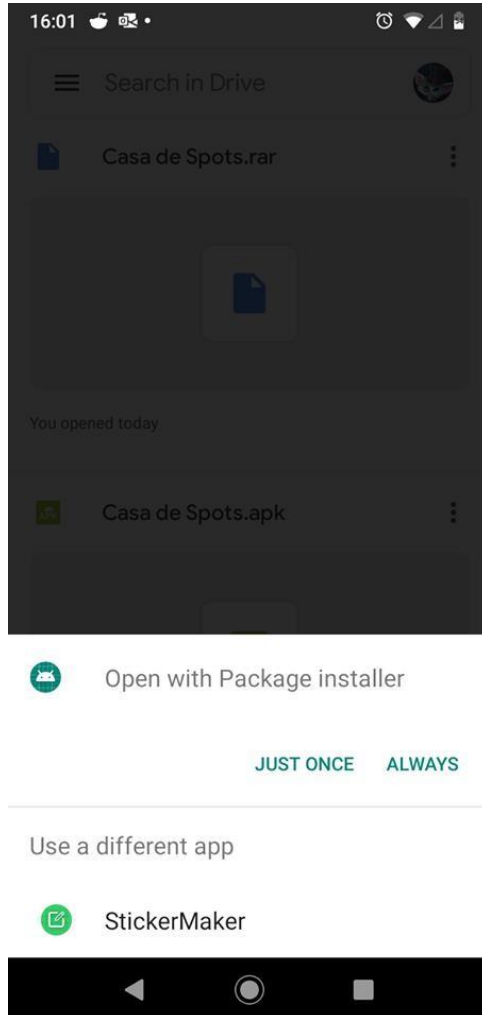 16:01
Search in Drive
Casa de Spots.rar
You opened today
Casa de Spots.apk
Open with Package installer
JUST ONCE ALWAYS
Use a different app
StickerMaker